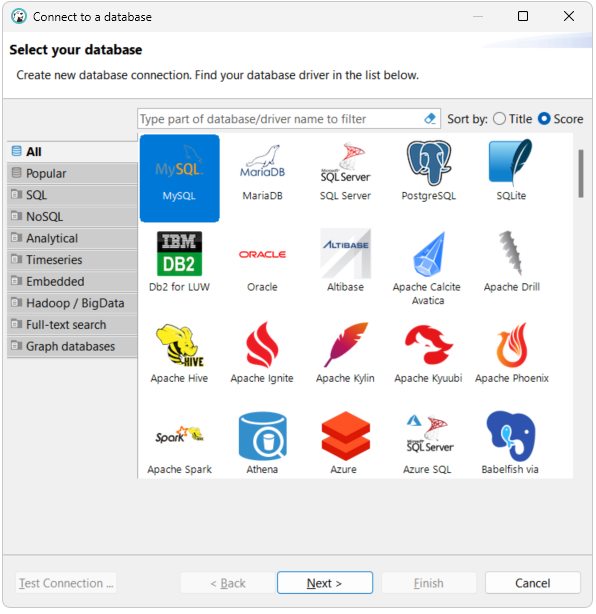 Connect to a database
Select your database
Create new database connection. Find your database driver in the list below.
Type part of database/driver name to filter
Sort by: Title Score
All
Popular
SQL
NoSQL
Analytical
Timeseries
Embedded
Hadoop / BigData
Full-text search
Graph databases
MySQL
MySQL
MariaDB
MariaDB
Microsoft
SQL Server
SQL Server
PostgreSQL
SQLite
IBM
DB2
Db2 for LUW
ORACLE
Oracle
ALTIBASE
Altibase
Apache Calcite
Avatica
Apache Drill
HIVE
Apache Hive
Apache Ignite
Apache Kylin
Apache Kyuubi
Apache Phoenix
Spark
Apache Spark
Athena
Azure
Microsoft
SQL Server
Azure SQL
Babelfish via
Test Connection ...
< Back
Next >
Finish
Cancel